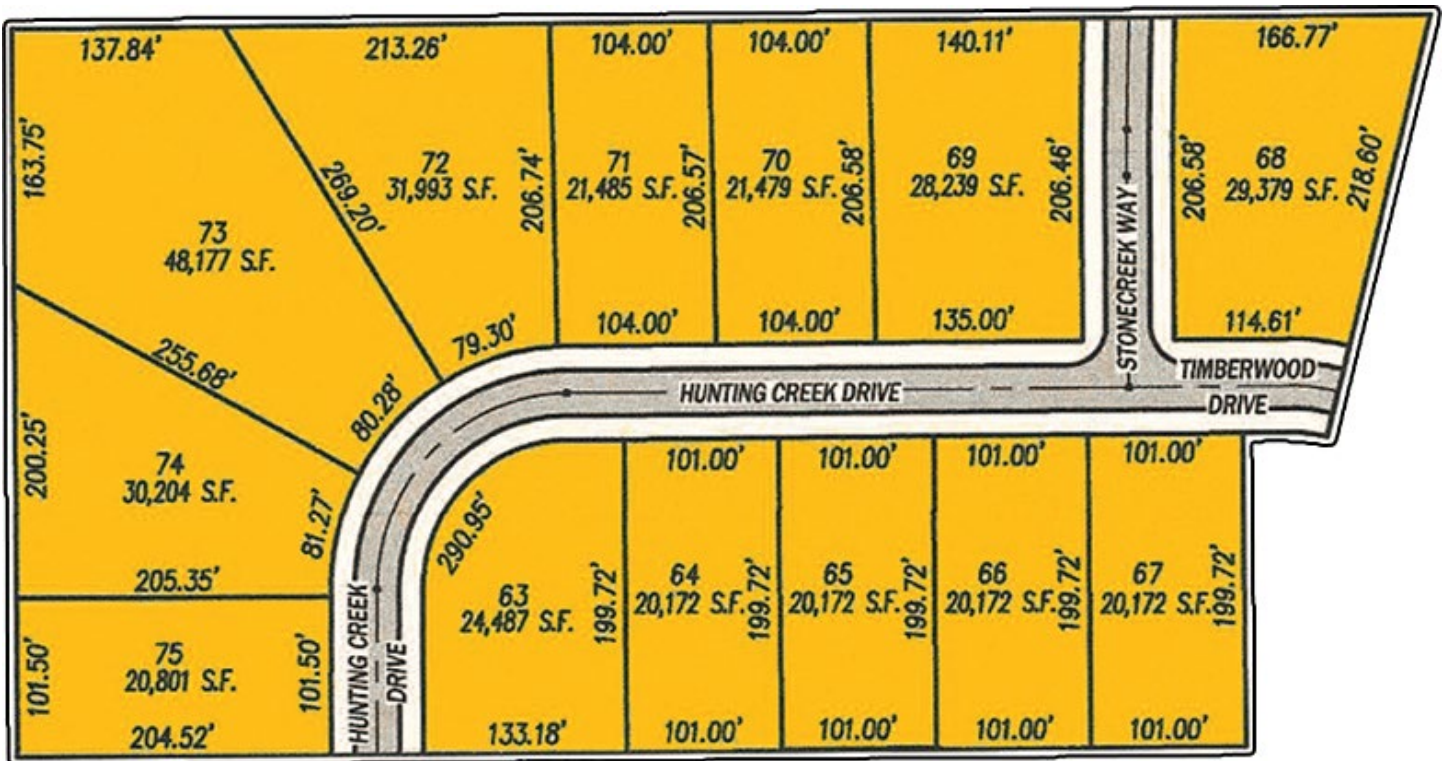 137.84'
213.26'
104.00'
104.00'
140.11'
166.77'
163.75'
269.20'
72
31,993 S.F.
206.74'
71
21,485 S.F.
206.57'
70
21,479 S.F.
206.58'
69
28,239 S.F.
206.46'
STONECREEK WAY
206.58'
68
29,379 S.F.
218.60'
73
48,177 S.F.
79.30'
104.00'
104.00'
135.00'
114.61'
255.68'
80.28'
HUNTING CREEK DRIVE
TIMBERWOOD
DRIVE
200.25'
74
30,204 S.F.
81.27'
205.35'
290.95'
101.00'
101.00'
101.00'
101.00'
63
24,487 S.F.
199.72'
64
20,172 S.F.
199.72'
65
20,172 S.F.
199.72'
66
20,172 S.F.
199.72'
67
20,172 S.F.
199.72'
101.50'
75
20,801 S.F.
101.50'
204.52'
HUNTING CREEK
DRIVE
133.18'
101.00'
101.00'
101.00'
101.00'